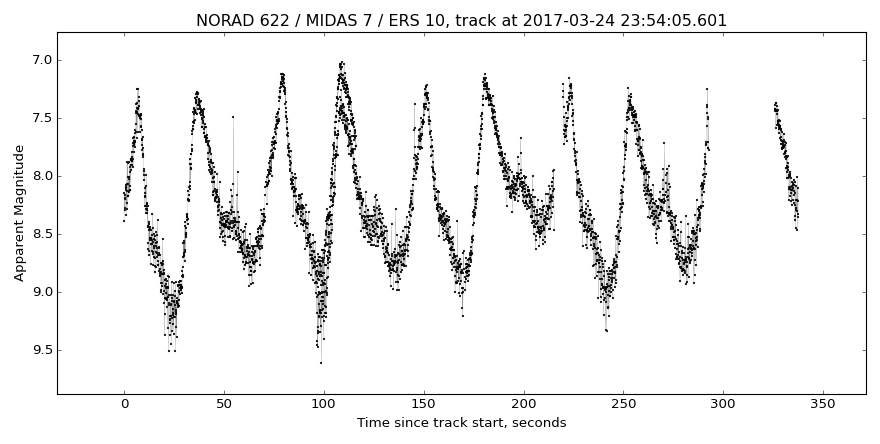 NORAD 622 / MIDAS 7 / ERS 10, track at 2017-03-24 23:54:05.601
7.0
7.5
8.0
8.5
9.0
9.5
Apparent Magnitude
0 50 100 150 200 250 300 350
Time since track start, seconds